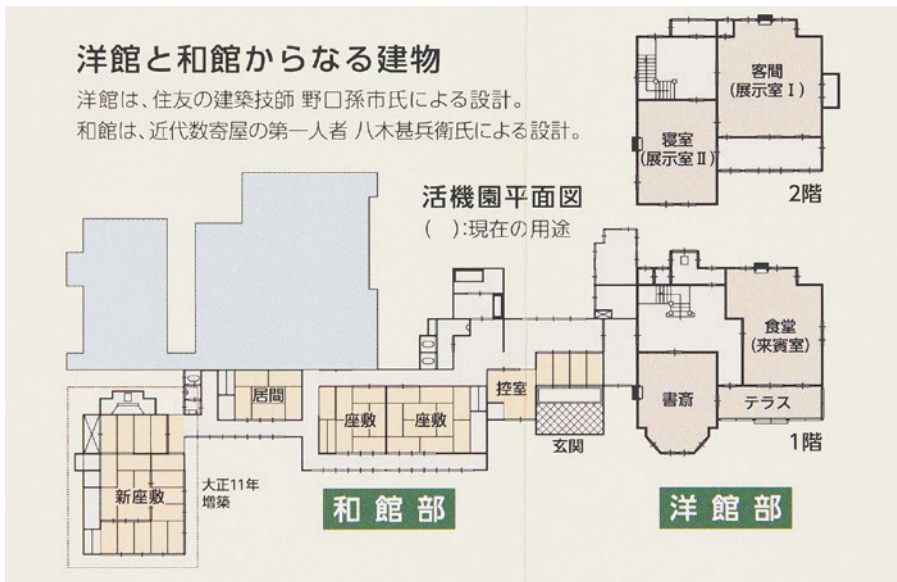 洋館と和館からなる建物
洋館は、住友の建築技師 野口孫市氏による設計。
和館は、近代数寄屋の第一人者 八木甚兵衛氏による設計。
活機園平面図
( ):現在の用途
客間
(展示室Ⅰ)
寝室
(展示室Ⅱ)
2階
食堂
(来賓室)
書斎
テラス
1階
控室
玄関
居間
座敷
座敷
新座敷
大正11年
増築
和館部
洋館部